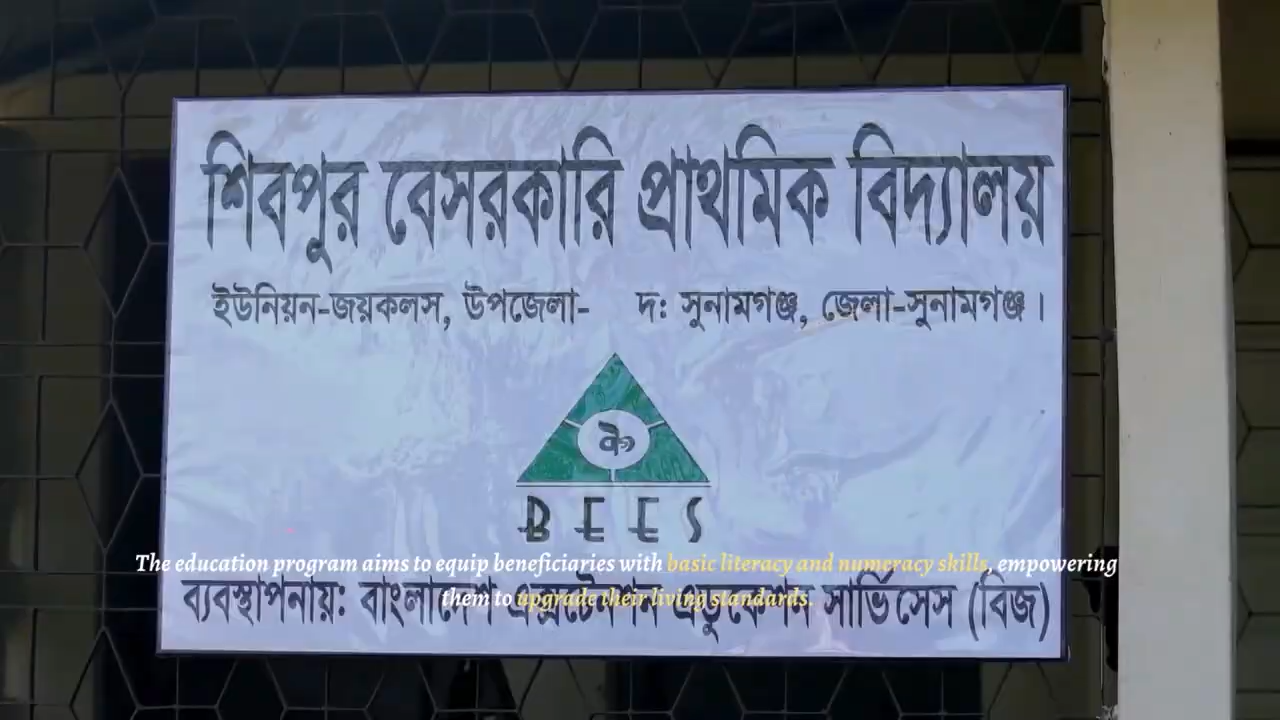 শিবপুর বেসরকারি প্রাথমিক বিদ্যালয়
ইউনিয়ন-জয়কলস, উপজেলা- দ: সুনামগঞ্জ, জেলা-সুনামগঞ্জ।
ক
B E E S
The education program aims to equip beneficiaries with basic literacy and numeracy skills, empowering
them to upgrade their living standards.
ব্যবস্থাপনায়: বাংলাদেশ এক্সটেনশন এডুকেশন সার্ভিসেস (বিজ)